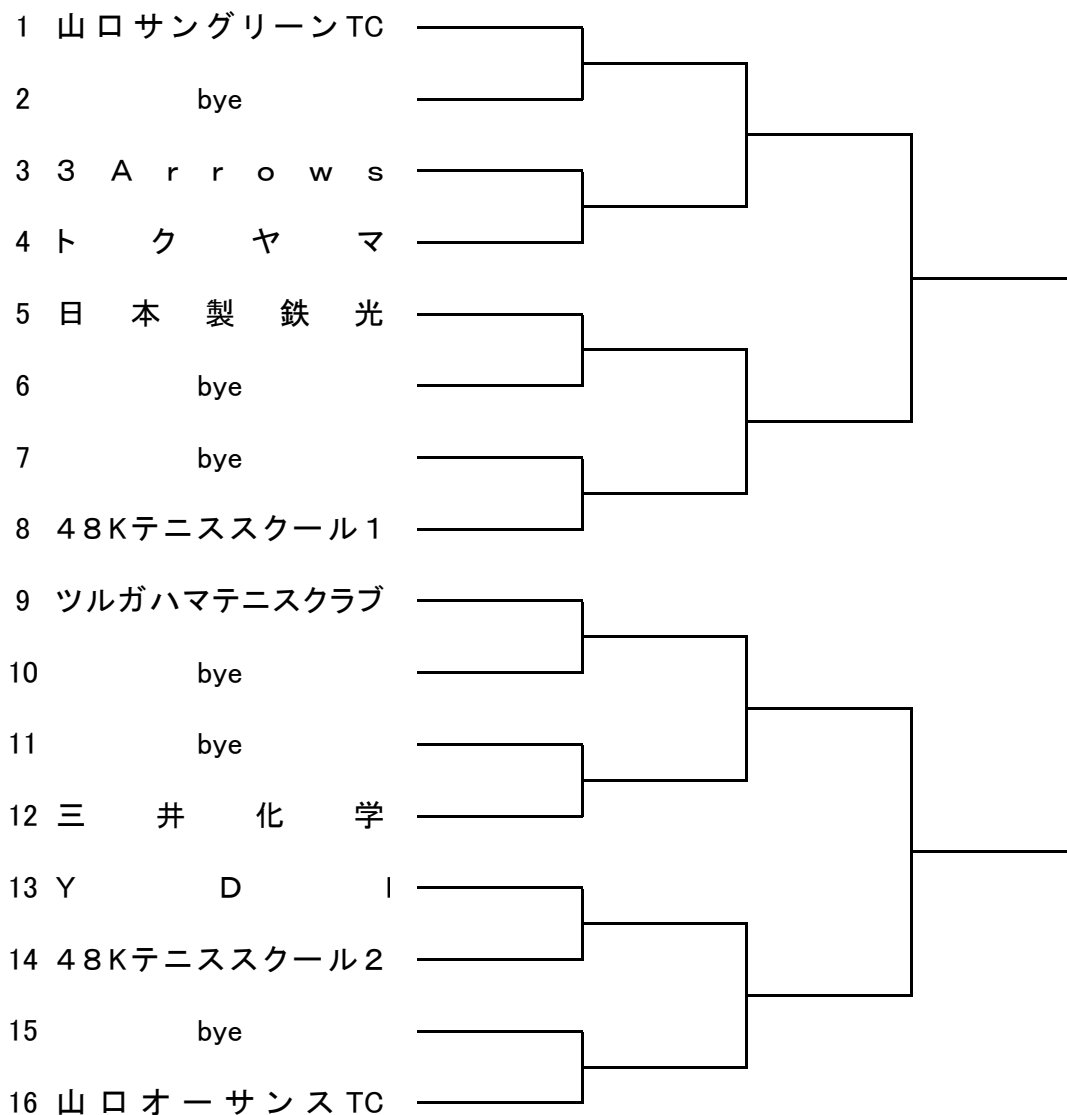 1 山口サングリーンTC
2 bye
3 3Arrows
4 トクヤマ
5 日本製鉄光
6 bye
7 bye
8 48Kテニススクール1
9 ツルガハマテニスクラブ
10 bye
11 bye
12 三井化学
13 YDI
14 48Kテニススクール2
15 bye
16 山口オーサンスTC